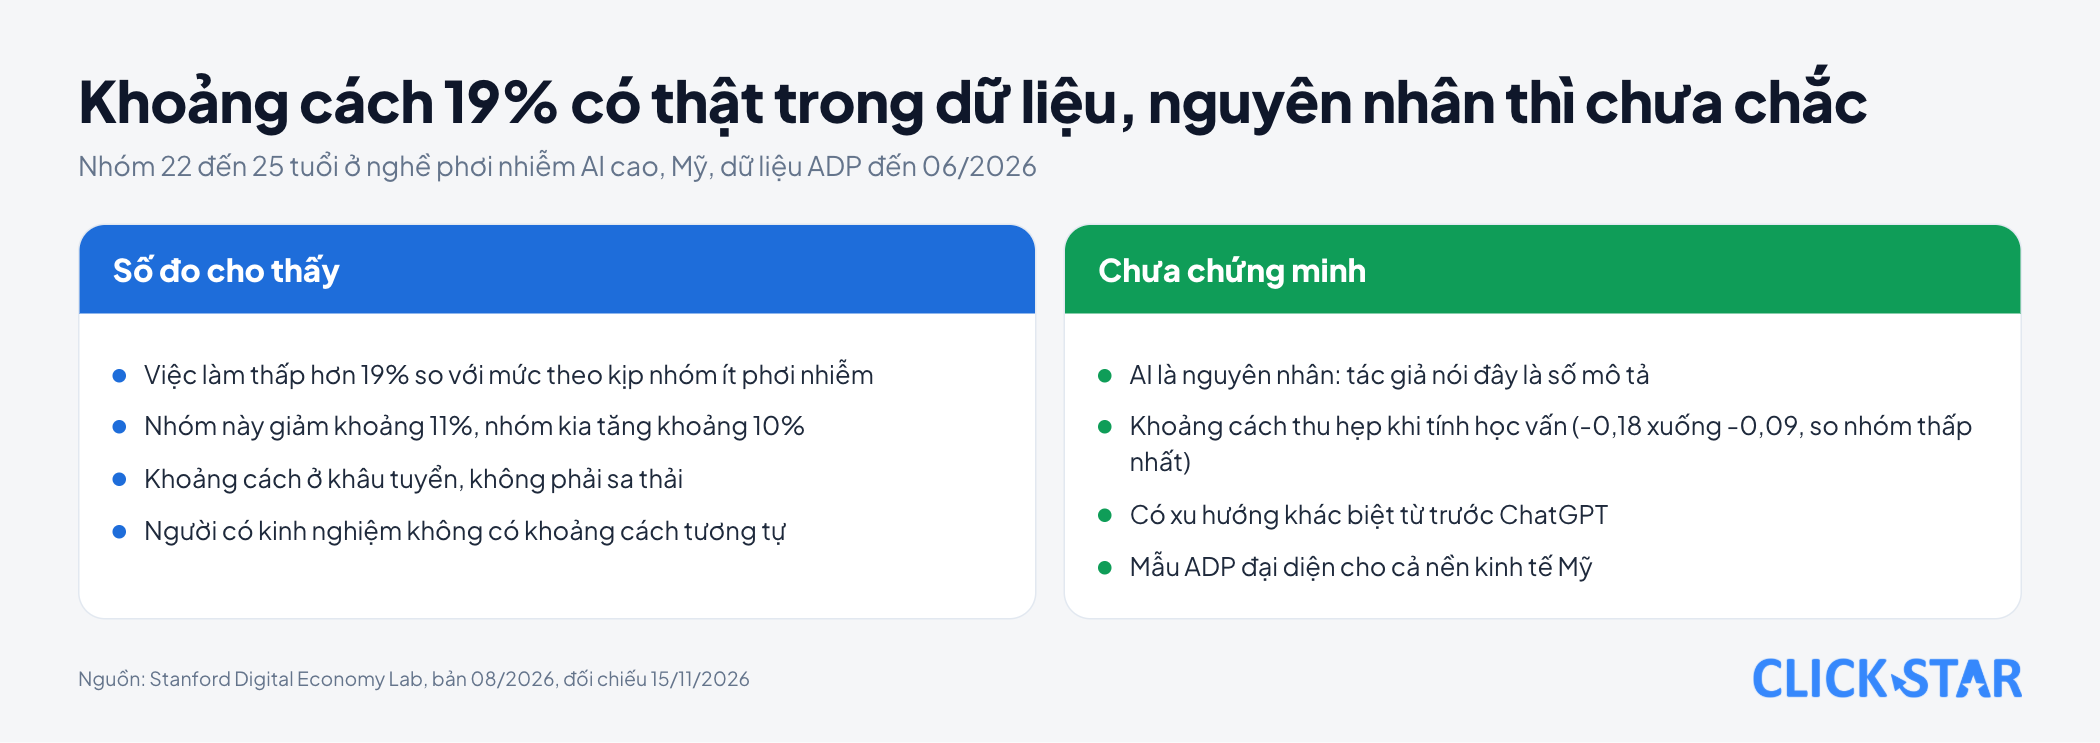 Khoảng cách 19% có thật trong dữ liệu, nguyên nhân thì chưa chắc
Nhóm 22 đến 25 tuổi ở nghề phơi nhiễm AI cao, Mỹ, dữ liệu ADP đến 06/2026
Số đo cho thấy
Việc làm thấp hơn 19% so với mức theo kịp nhóm ít phơi nhiễm
Nhóm này giảm khoảng 11%, nhóm kia tăng khoảng 10%
Khoảng cách ở khâu tuyển, không phải sa thải
Người có kinh nghiệm không có khoảng cách tương tự
Chưa chứng minh
AI là nguyên nhân: tác giả nói đây là số mô tả
Khoảng cách thu hẹp khi tính học vấn (-0,18 xuống -0,09, so nhóm thấp
nhất)
Có xu hướng khác biệt từ trước ChatGPT
Mẫu ADP đại diện cho cả nền kinh tế Mỹ
Nguồn: Stanford Digital Economy Lab, bản 08/2026, đối chiếu 15/11/2026
CLICK STAR